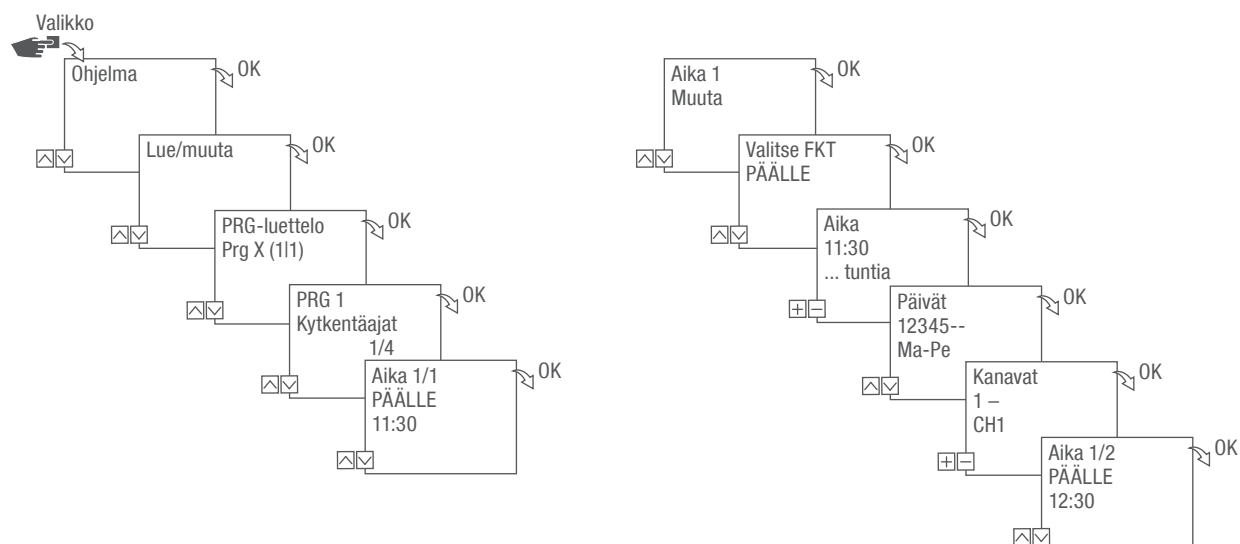 Valikko
Ohjelma
OK
Lue/muuta
OK
PRG-luettelo
Prg X (1|1)
OK
PRG 1
Kytkentäajat
1/4
OK
Aika 1/1
PÄÄLLE
11:30
OK
Aika 1
Muuta
OK
Valitse FKT
PÄÄLLE
OK
Aika
11:30
... tuntia
OK
Päivät
12345--
Ma-Pe
OK
Kanavat
1 –
CH1
OK
Aika 1/2
PÄÄLLE
12:30
OK